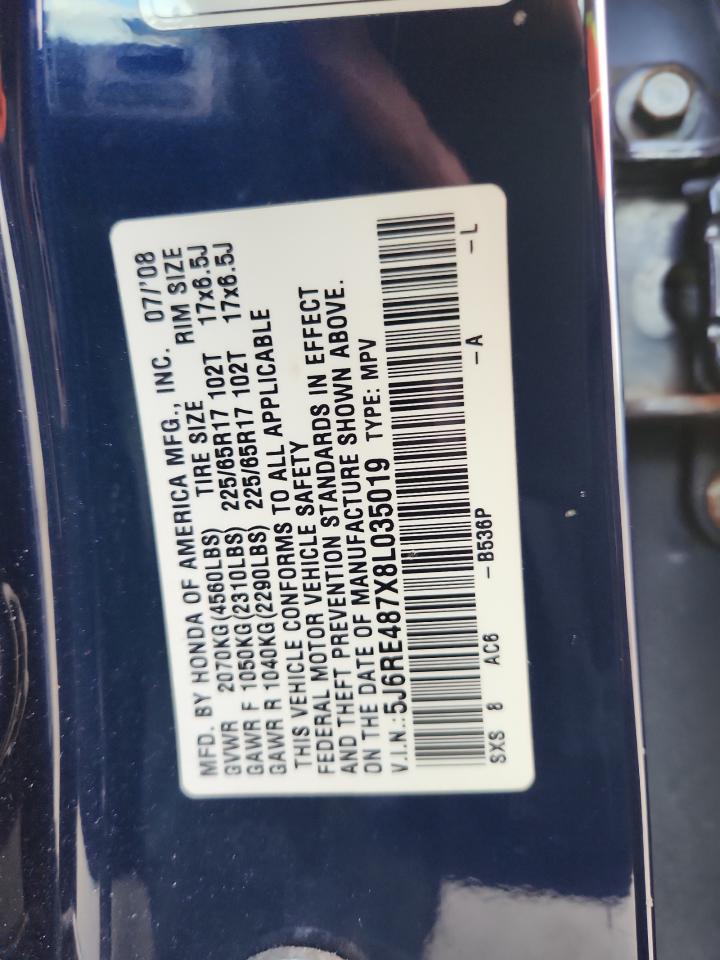 MFD. BY HONDA OF AMERICA MFG., INC. 07/'08
GVWR 2070KG(4560LBS) TIRE SIZE RIM SIZE
GAWR F 1050KG(2310LBS) 225/65R17 102T 17x6.5J
GAWR R 1040KG(2290LBS) 225/65R17 102T 17x6.5J
THIS VEHICLE CONFORMS TO ALL APPLICABLE
FEDERAL MOTOR VEHICLE SAFETY
AND THEFT PREVENTION STANDARDS IN EFFECT
ON THE DATE OF MANUFACTURE SHOWN ABOVE.
V.I.N.:5J6RE487X8L035019 TYPE: MPV
SXS 8 AC6 -B536P -A -L